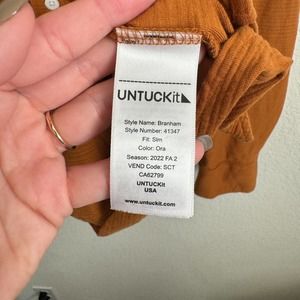 UNTUCKit
Style Name: Branham
Style Number: 41347
Fit: Slm
Color: Ora
Season: 2022 FA 2
VEND Code: SCT
CA62799
UNTUCKit
USA
www.untuckit.com